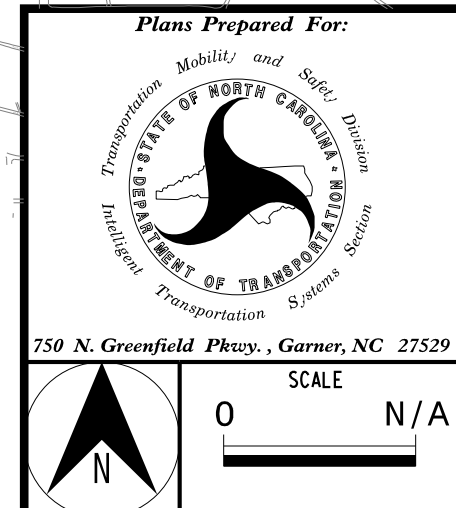 Plans Prepared For:
Transportation Mobility and Safety Division
STATE OF NORTH CAROLINA
DEPARTMENT OF TRANSPORTATION
Intelligent Transportation Systems Section
750 N. Greenfield Pkwy. , Garner, NC 27529
SCALE
0 N/A
N